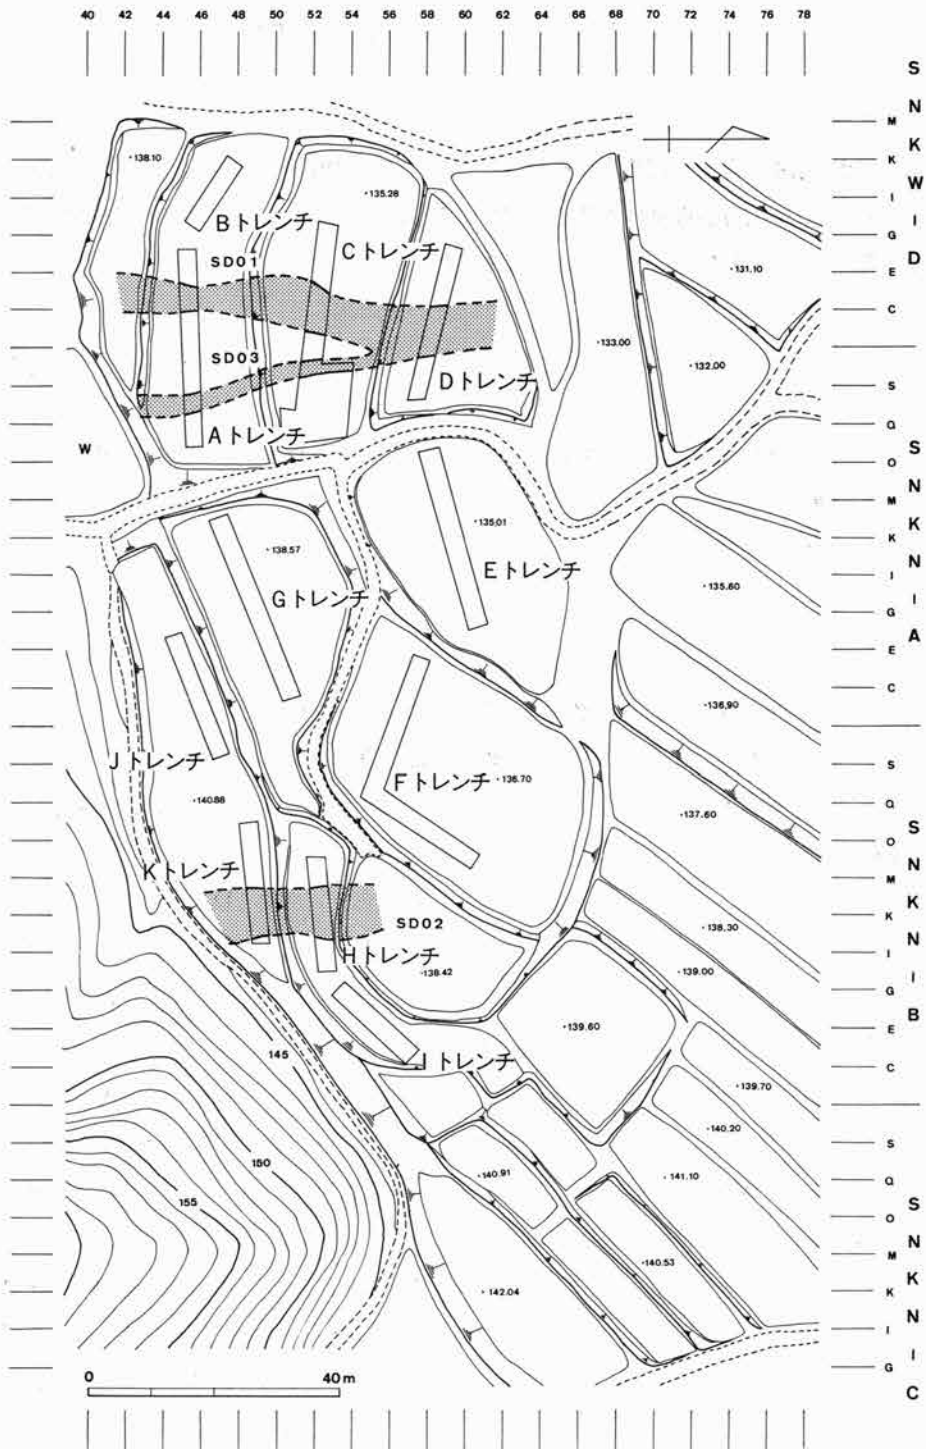 40 42 44 46 48 50 52 54 56 58 60 62 64 66 68 70 72 74 76 78
S N K W I D
M
K
I
G
E
C
S
Q
O
M
K
I
G
E
C
S
Q
O
M
K
I
G
E
C
S
Q
O
M
K
I
G
S N K N I A
S N K N I B
S N K N I C
138.10
135.28
Bトレンチ
Cトレンチ
SD01
131.10
133.00
SD03
132.00
Dトレンチ
Aトレンチ
W
135.01
138.57
Eトレンチ
135.60
Gトレンチ
136.90
Jトレンチ
Fトレンチ
136.70
140.88
137.60
Kトレンチ
SD02
138.30
Hトレンチ
138.42
139.00
139.60
145
Iトレンチ
139.70
140.20
150
140.91
141.10
155
140.53
142.04
0 40m